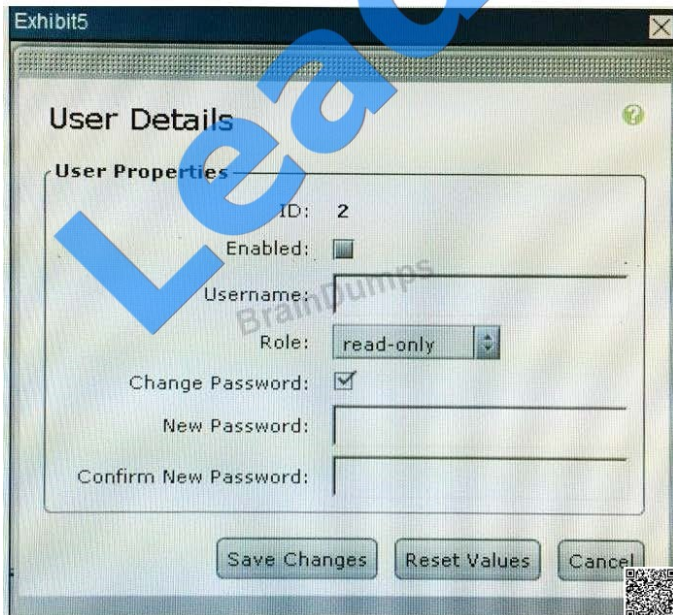 Exhibit5
User Details
User Properties
ID: 2
Enabled:
Username:
BrainDumps
Role: read-only
Change Password:
New Password:
Confirm New Password:
Save Changes Reset Values Cancel
Lead